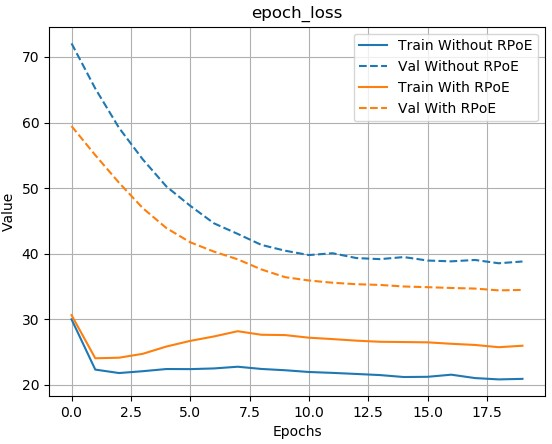 epoch_loss
Train Without RPoE
Val Without RPoE
Train With RPoE
Val With RPoE
70
60
50
40
30
20
Value
0.0 2.5 5.0 7.5 10.0 12.5 15.0 17.5
Epochs